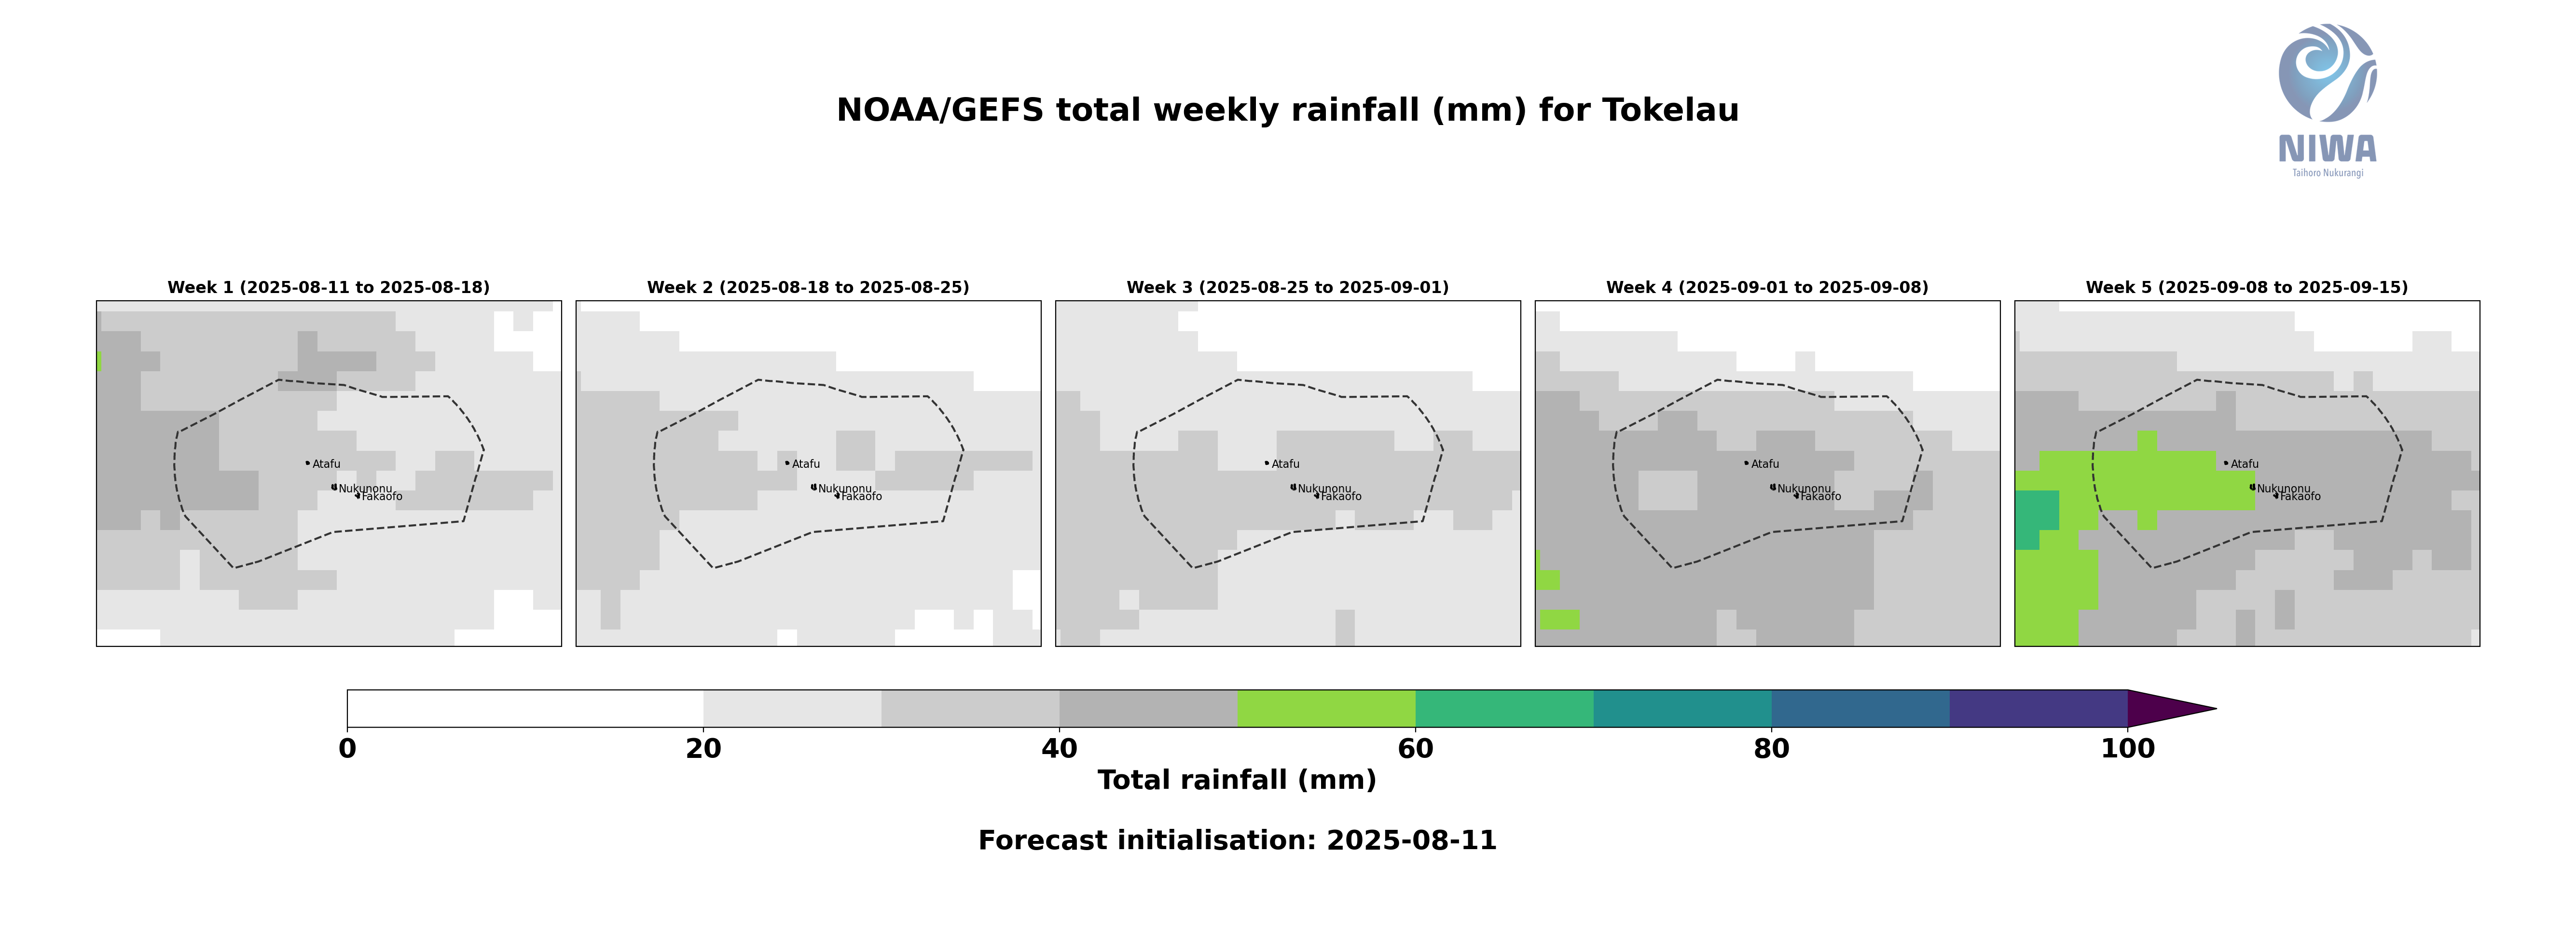 NOAA/GEFS total weekly rainfall (mm) for Tokelau
NIWA
Taihoro Nukurangi
Week 1 (2025-08-11 to 2025-08-18)
Week 2 (2025-08-18 to 2025-08-25)
Week 3 (2025-08-25 to 2025-09-01)
Week 4 (2025-09-01 to 2025-09-08)
Week 5 (2025-09-08 to 2025-09-15)
Atafu
Nukunonu
Fakaofo
Atafu
Nukunonu
Fakaofo
Atafu
Nukunonu
Fakaofo
Atafu
Nukunonu
Fakaofo
Atafu
Nukunonu
Fakaofo
0 20 40 60 80 100
Total rainfall (mm)
Forecast initialisation: 2025-08-11